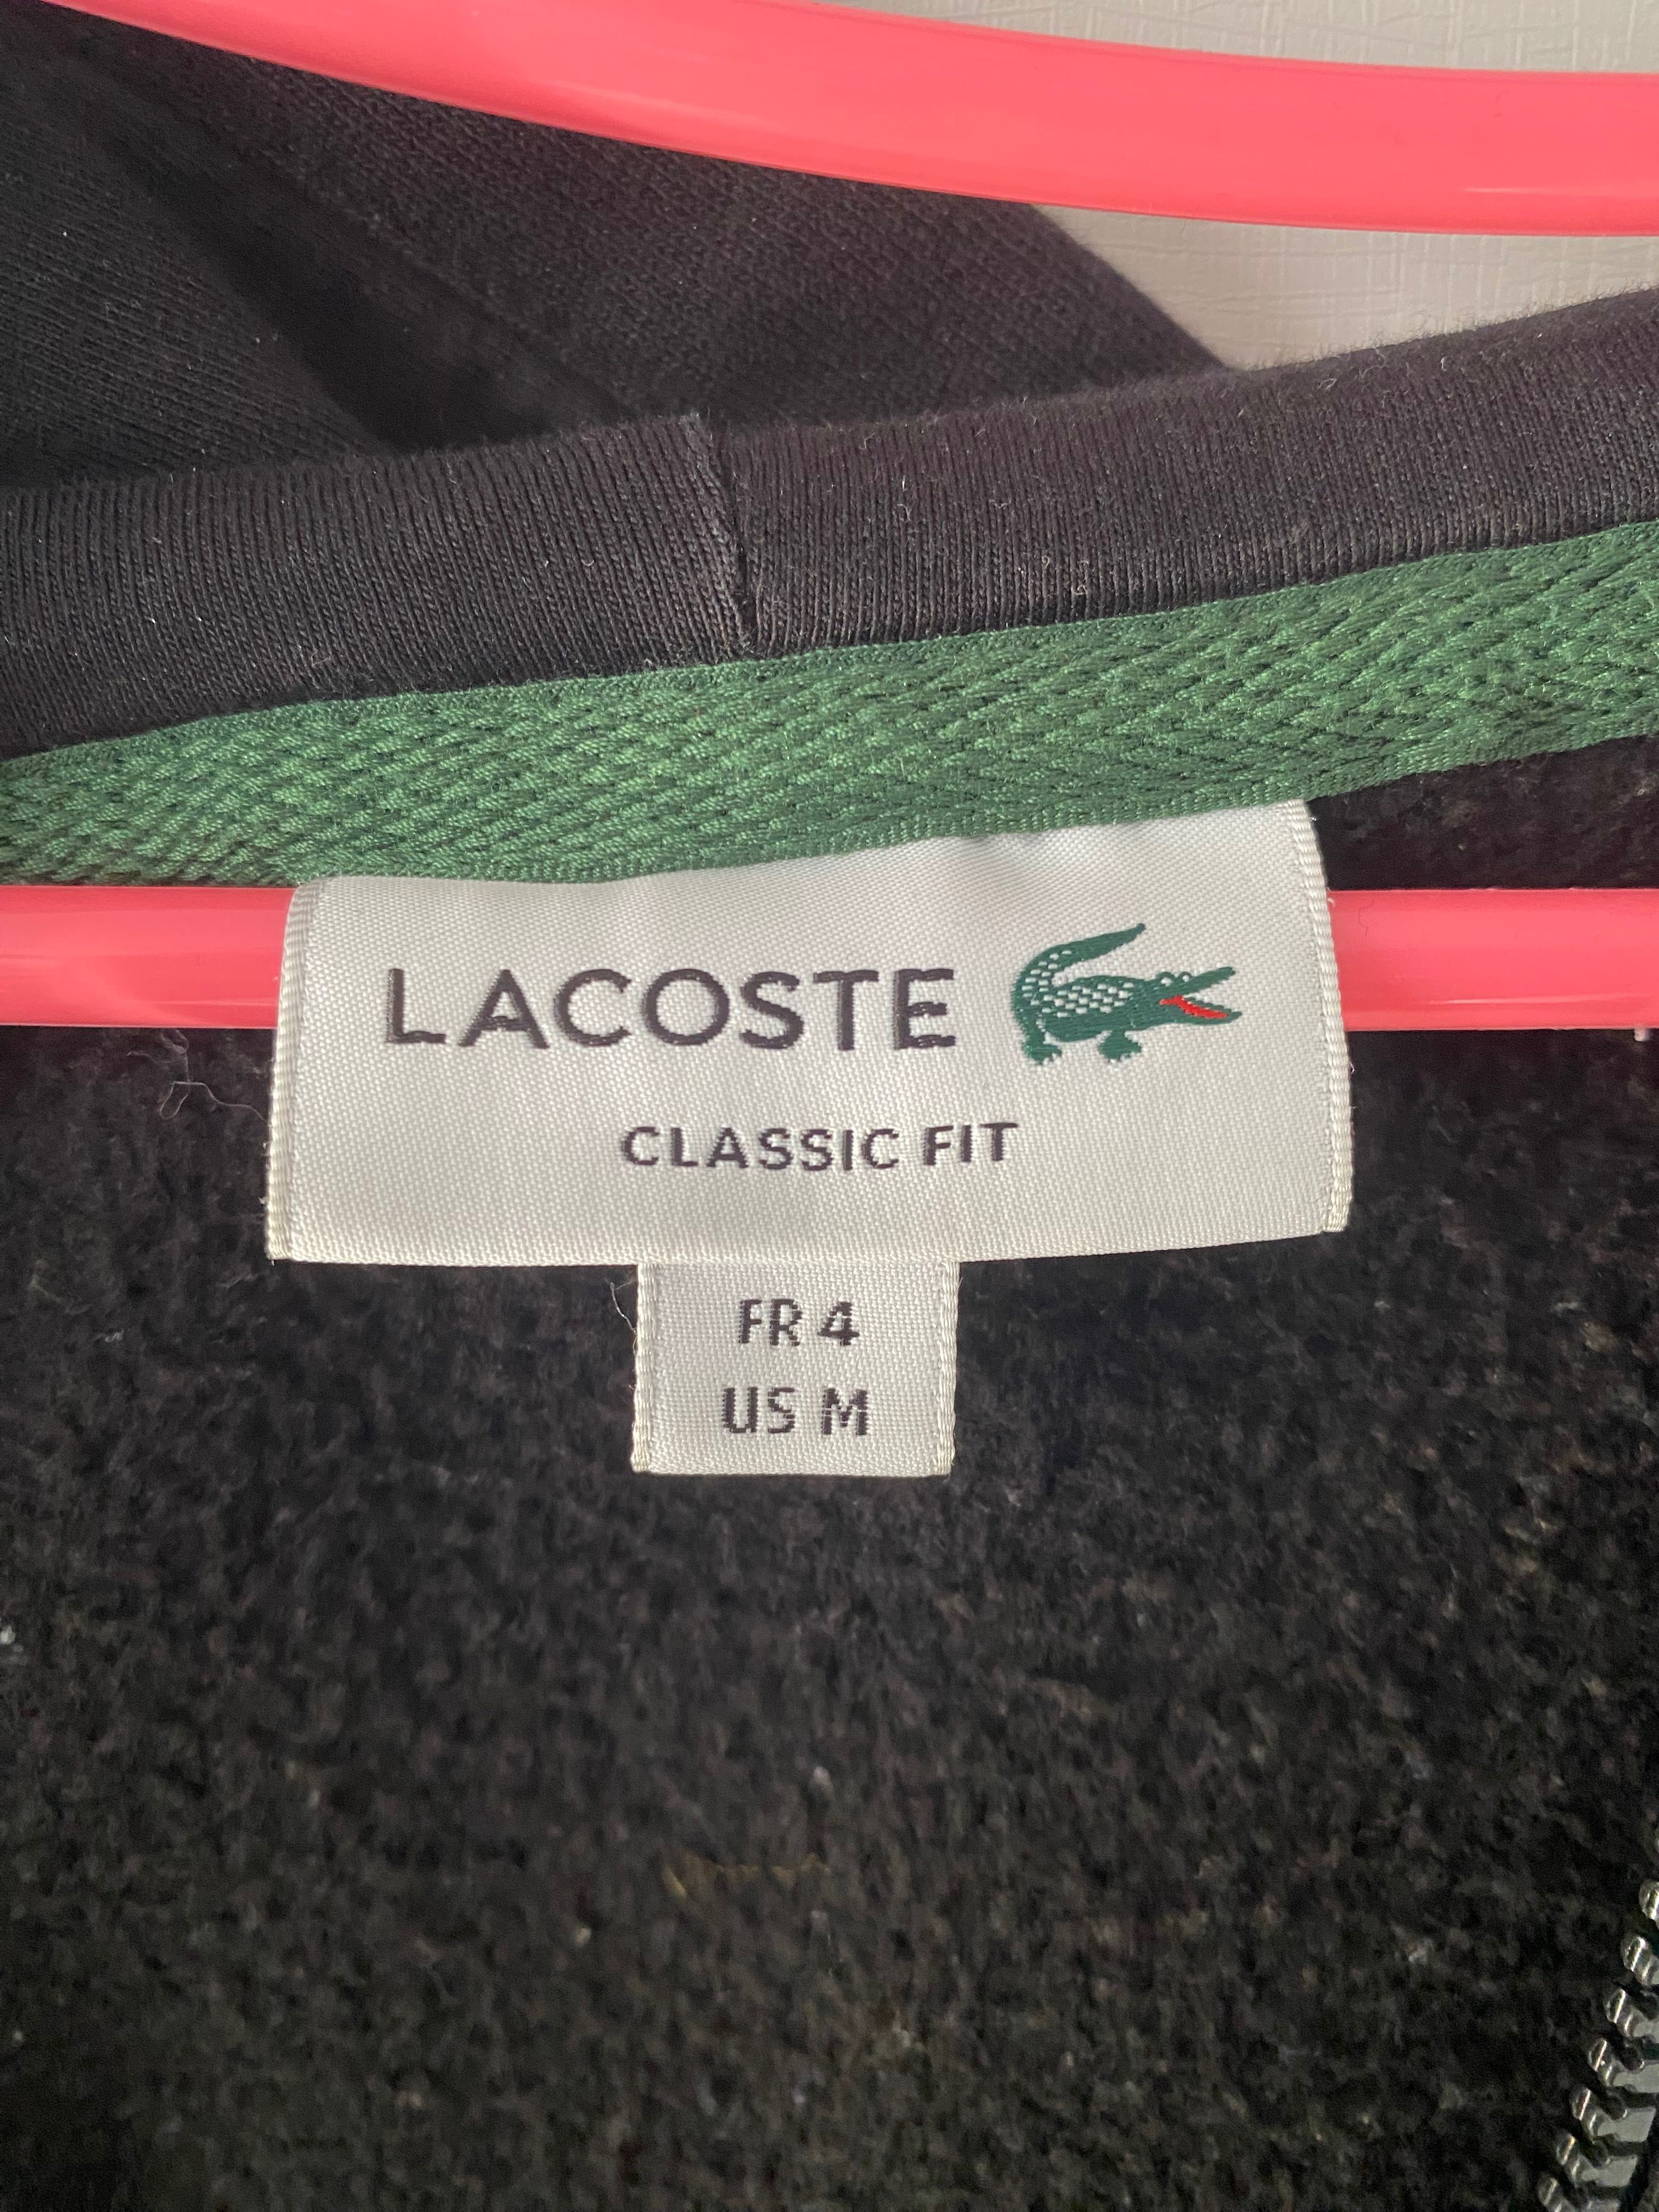 LACOSTE
CLASSIC FIT
FR 4
US M